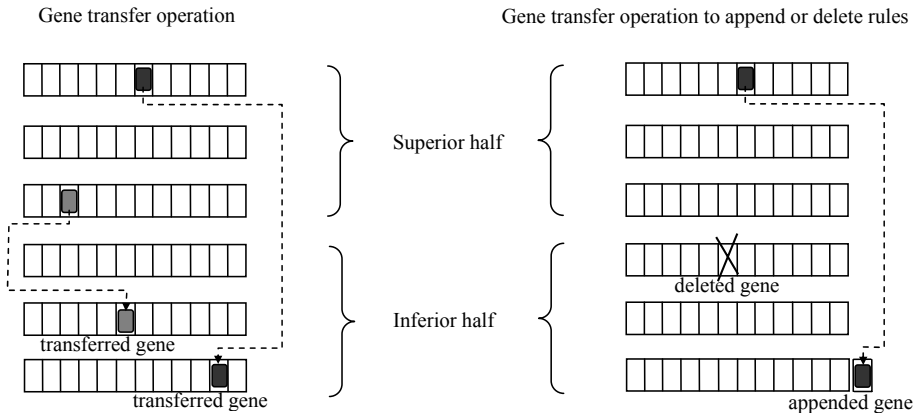 Gene transfer operation
Gene transfer operation to append or delete rules
Superior half
deleted gene
Inferior half
transferred gene
transferred gene
appended gene